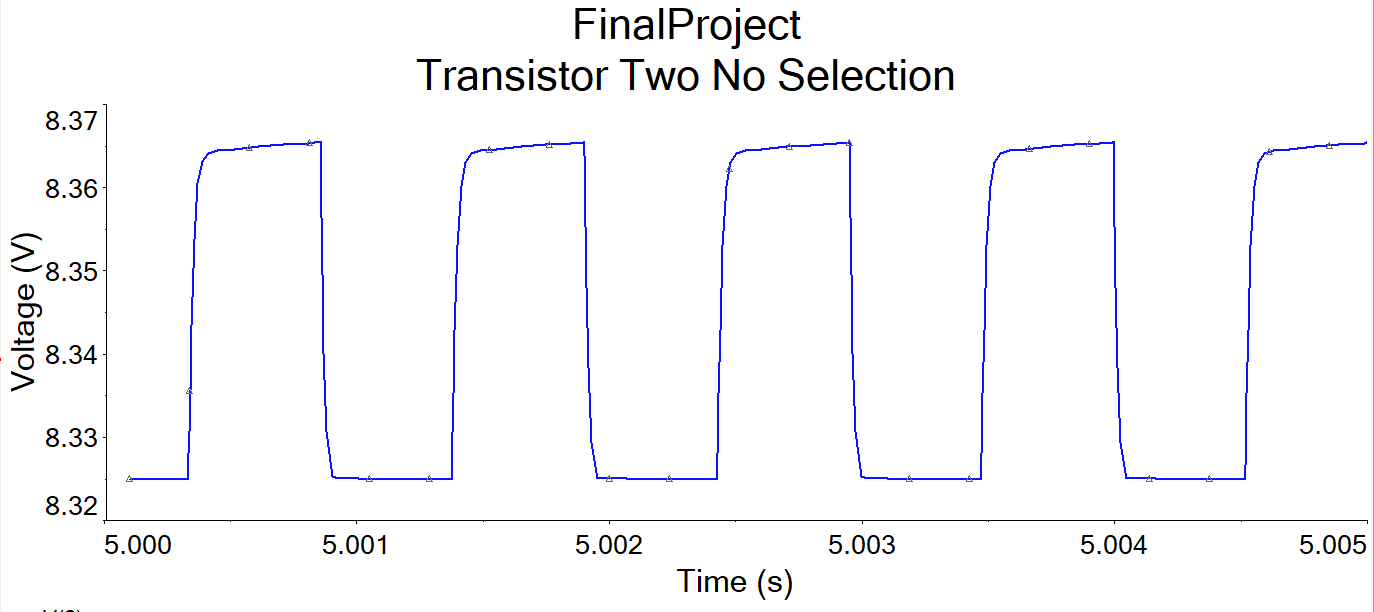 FinalProject
Transistor Two No Selection
Voltage (V)
8.37
8.36
8.35
8.34
8.33
8.32
5.000 5.001 5.002 5.003 5.004 5.005
Time (s)